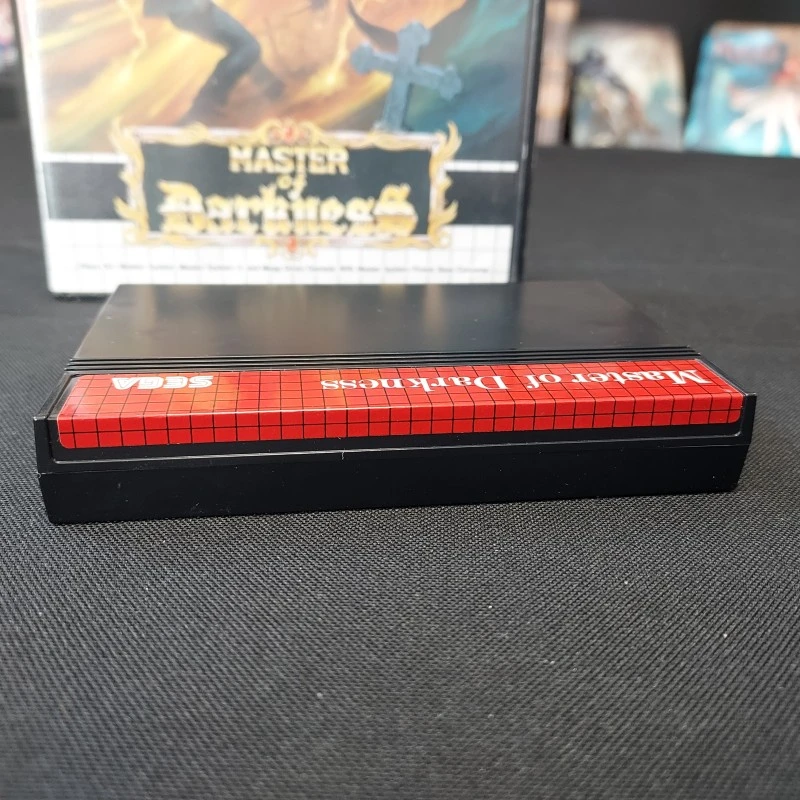 MASTER
of
Darkness
Master of Darkness
SEGA